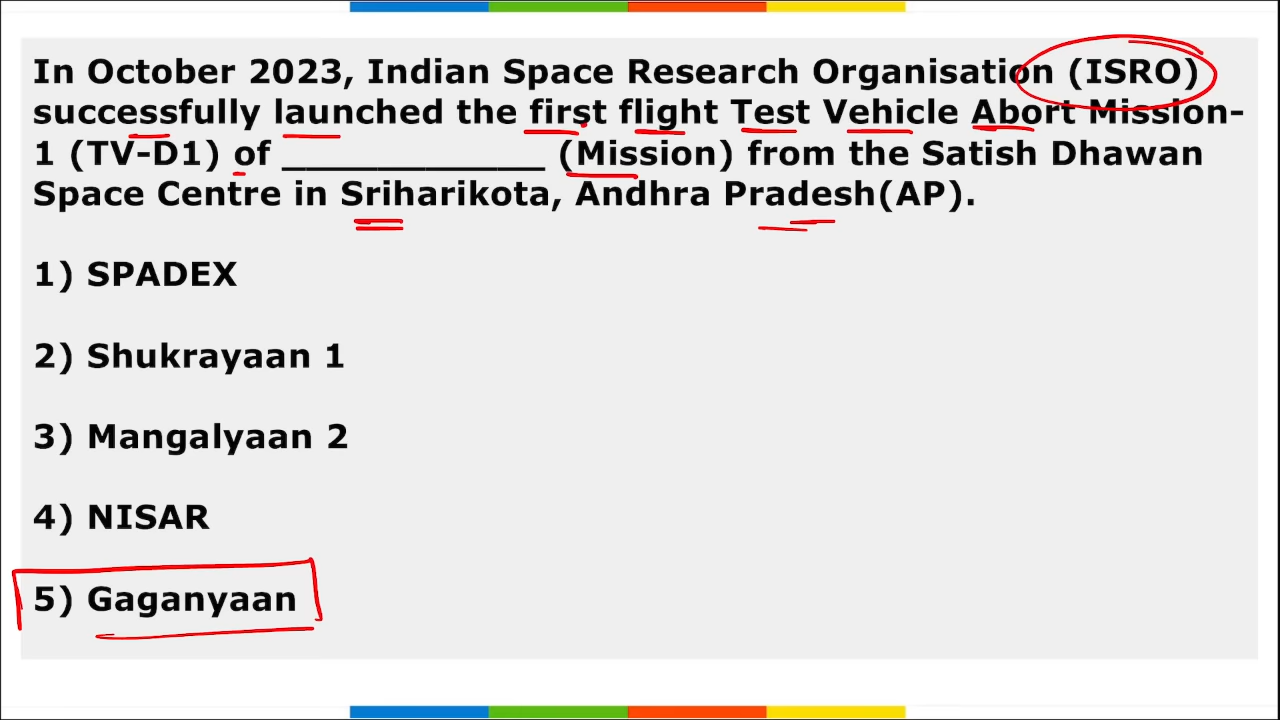 In October 2023, Indian Space Research Organisation (ISRO)
successfully launched the first flight Test Vehicle Abort Mission-
1 (TV-D1) of ________________ (Mission) from the Satish Dhawan
Space Centre in Sriharikota, Andhra Pradesh(AP).
1) SPADEX
2) Shukrayaan 1
3) Mangalyaan 2
4) NISAR
5) Gaganyaan